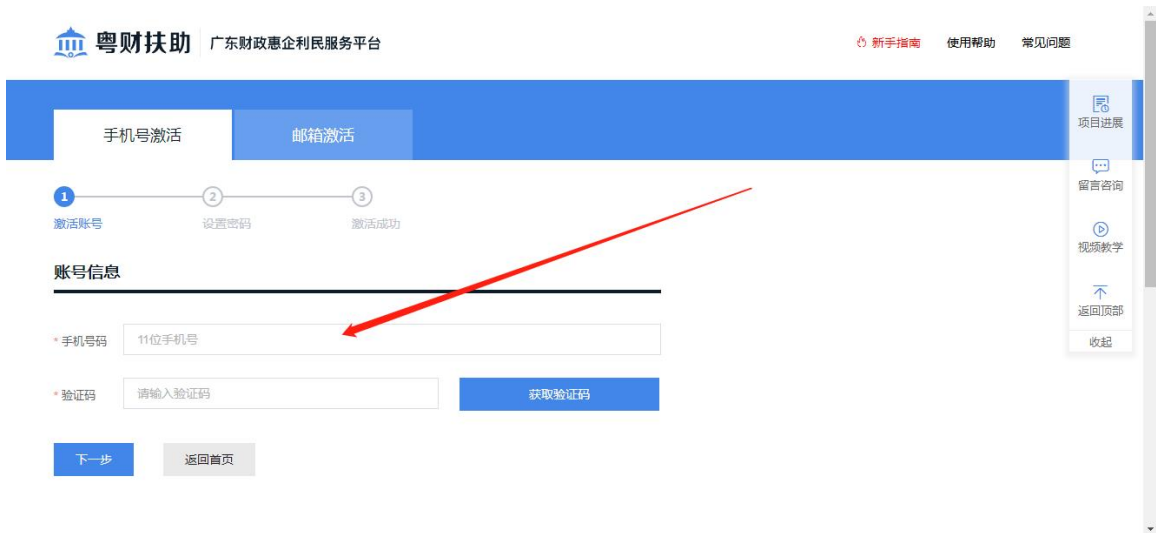 粤财扶助 广东财政惠企利民服务平台
新手指南 使用帮助 常见问题
手机号激活 邮箱激活
项目进展
留言咨询
视频教学
返回顶部
收起
1 2 3
激活账号 设置密码 激活成功
账号信息
* 手机号码 11位手机号
* 验证码 请输入验证码 获取验证码
下一步 返回首页